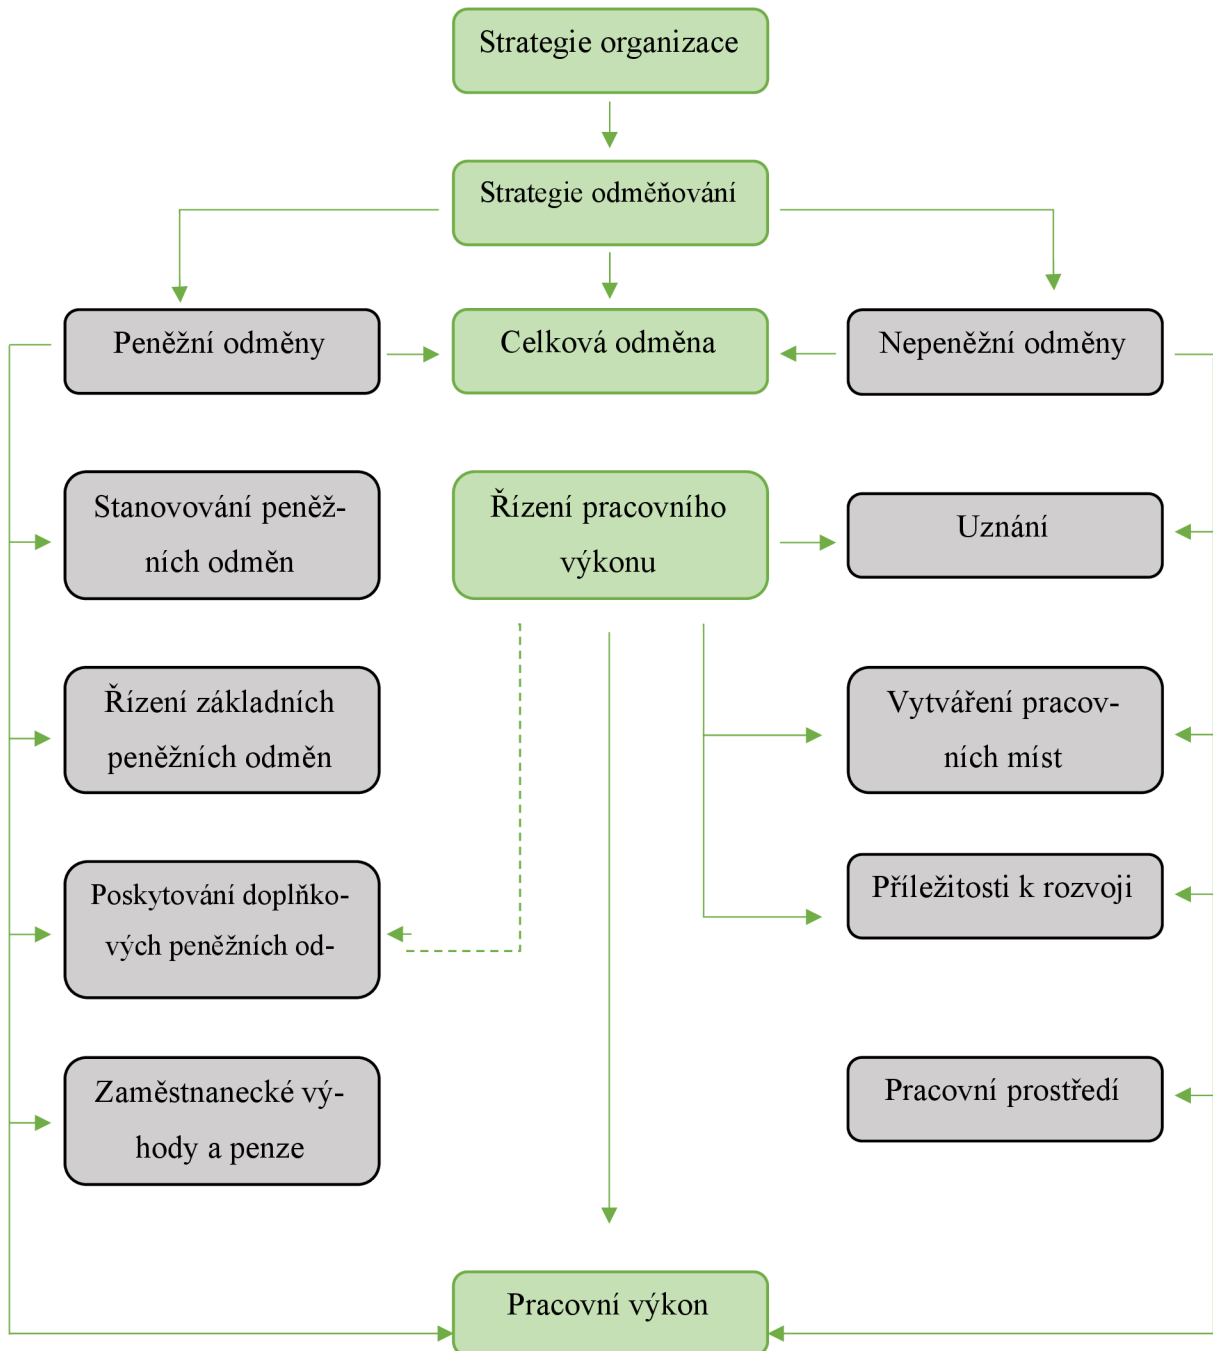 Strategie organizace
Strategie odměňování
Peněžní odměny
Celková odměna
Nepeněžní odměny
Stanovování peněž-
ních odměn
Řízení pracovního
výkonu
Uznání
Řízení základních
peněžních odměn
Vytváření pracov-
ních míst
Poskytování doplňko-
vých peněžních od-
Příležitosti k rozvoji
Zaměstnanecké vý-
hody a penze
Pracovní prostředí
Pracovní výkon